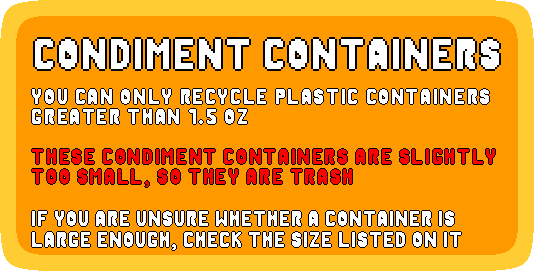 CONDIMENT CONTAINERS
YOU CAN ONLY RECYCLE PLASTIC CONTAINERS
GREATER THAN 1.5 OZ
THESE CONDIMENT CONTAINERS ARE SLIGHTLY
TOO SMALL, SO THEY ARE TRASH
IF YOU ARE UNSURE WHETHER A CONTAINER IS
LARGE ENOUGH, CHECK THE SIZE LISTED ON IT